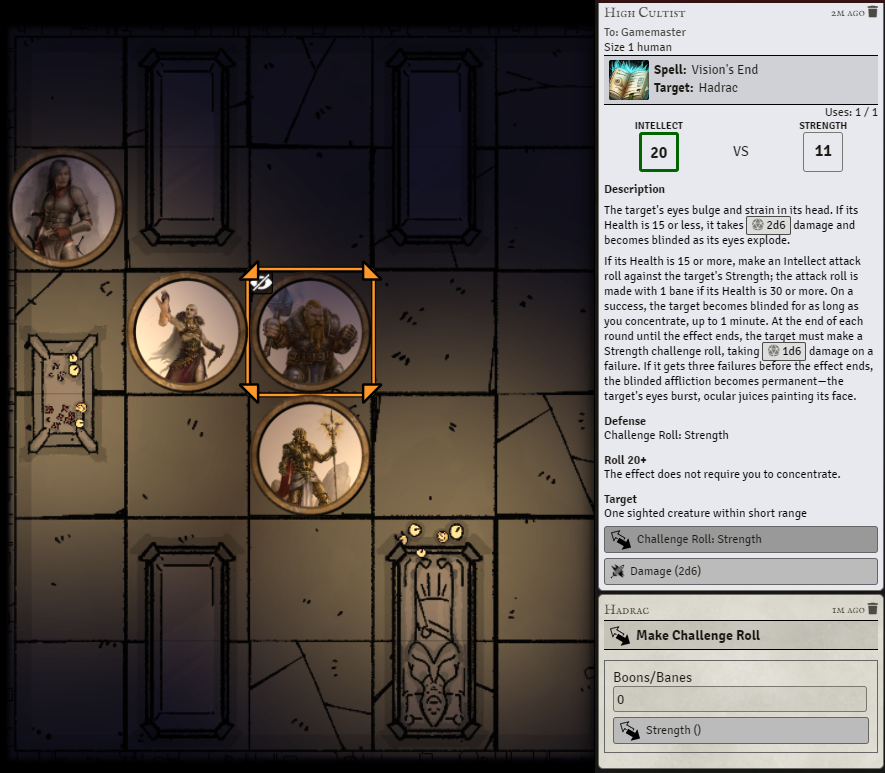 High Cultist
2m ago
To: Gamemaster
Size 1 human
Spell: Vision's End
Target: Hadrac
Uses: 1 / 1
INTELLECT
STRENGTH
20
VS
11
Description
The target's eyes bulge and strain in its head. If its
Health is 15 or less, it takes 2d6 damage and
becomes blinded as its eyes explode.
If its Health is 15 or more, make an Intellect attack
roll against the target's Strength; the attack roll is
made with 1 bane if its Health is 30 or more. On a
success, the target becomes blinded for as long as
you concentrate, up to 1 minute. At the end of each
round until the effect ends, the target must make a
Strength challenge roll, taking 1d6 damage on a
failure. If it gets three failures before the effect ends,
the blinded affliction becomes permanent—the
target's eyes burst, ocular juices painting its face.
Defense
Challenge Roll: Strength
Roll 20+
The effect does not require you to concentrate.
Target
One sighted creature within short range
Challenge Roll: Strength
Damage (2d6)
Hadrac
1m ago
Make Challenge Roll
Boons/Banes
0
Strength ()